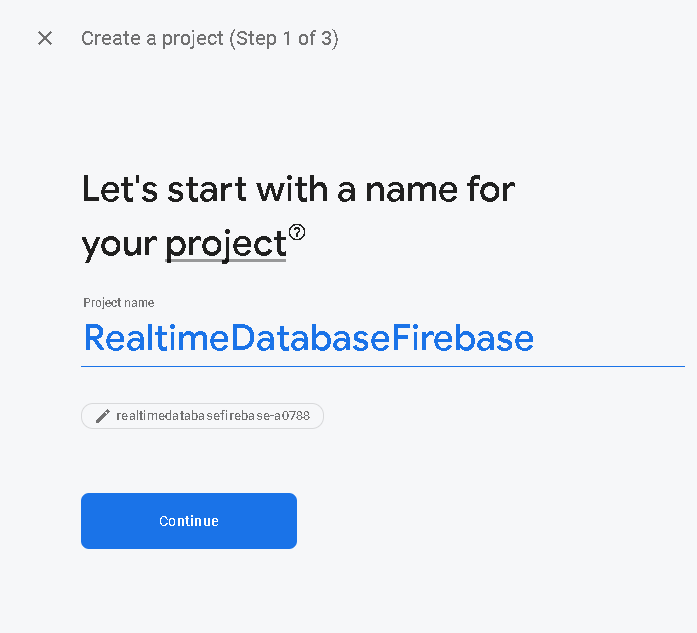 Create a project (Step 1 of 3)
Let's start with a name for
your project
Project name
RealtimeDatabaseFirebase
realtimedatabasefirebase-a0788
Continue